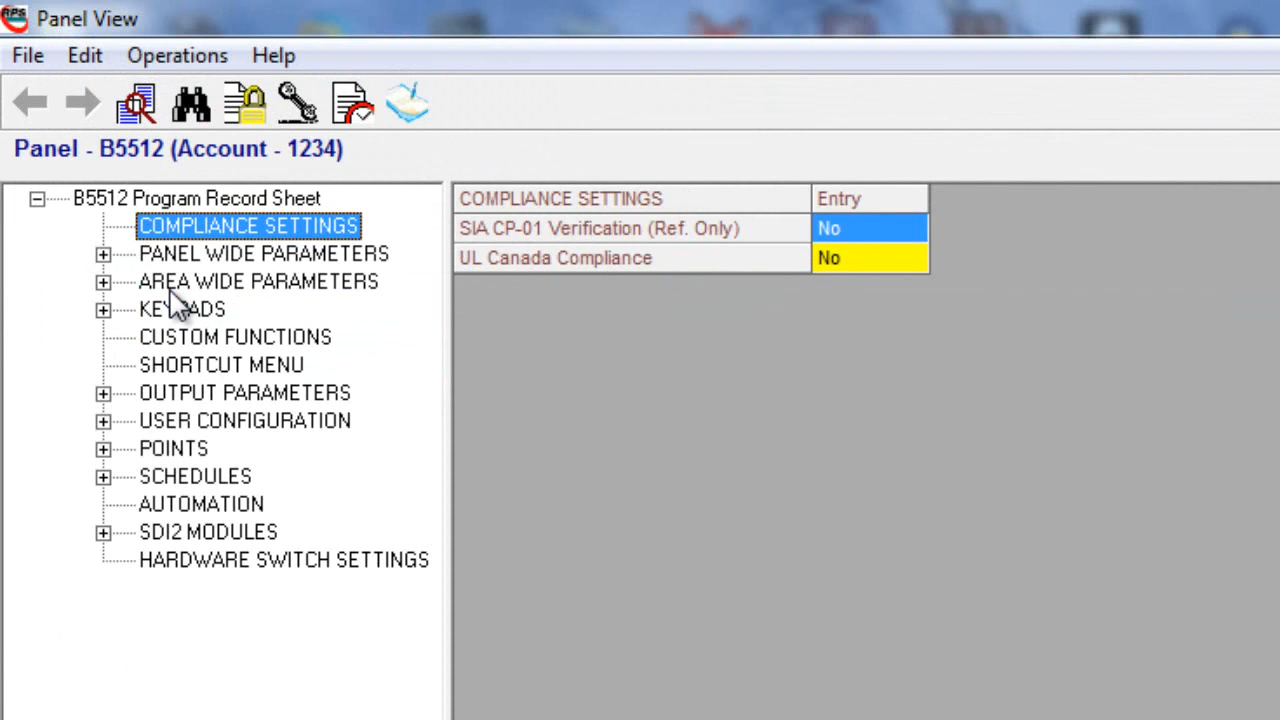 RPS Panel View
File Edit Operations Help
Panel - B5512 (Account - 1234)
B5512 Program Record Sheet
COMPLIANCE SETTINGS
PANEL WIDE PARAMETERS
AREA WIDE PARAMETERS
KEYPADS
CUSTOM FUNCTIONS
SHORTCUT MENU
OUTPUT PARAMETERS
USER CONFIGURATION
POINTS
SCHEDULES
AUTOMATION
SDI2 MODULES
HARDWARE SWITCH SETTINGS
COMPLIANCE SETTINGS Entry
SIA CP-01 Verification (Ref. Only) No
UL Canada Compliance No